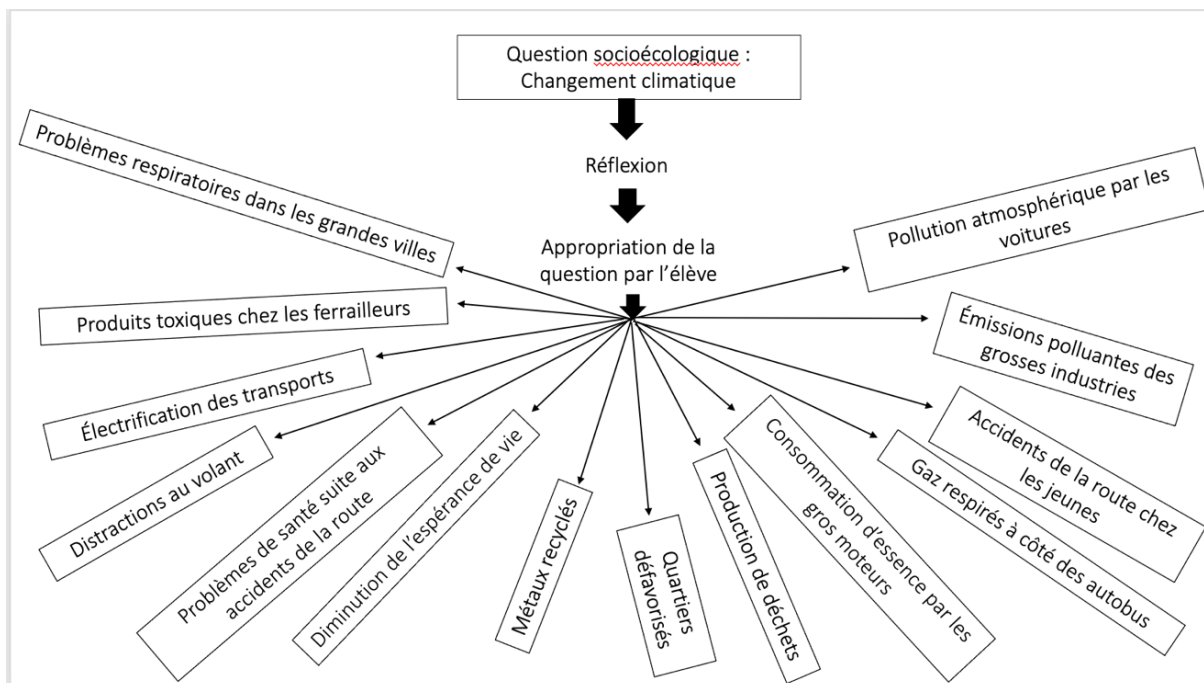 Question socioécologique :
Changement climatique
Réflexion
Appropriation de la
question par l'élève
Problèmes respiratoires dans les grandes villes
Produits toxiques chez les ferrailleurs
Électrification des transports
Distractions au volant
Problèmes de santé suite aux
accidents de la route
Diminution de l'espérance de vie
Métaux recyclés
Quartiers
défavorisés
Production de déchets
Consommation d'essence par les
gros moteurs
Gaz respirés à côté des autobus
Accidents de la route chez
les jeunes
Émissions polluantes des
grosses industries
Pollution atmosphérique par les
voitures